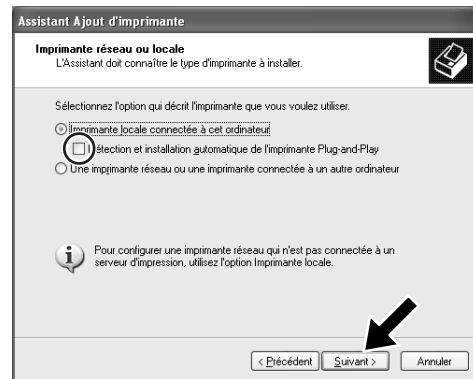 Assistant Ajout d'imprimante
Imprimante réseau ou locale
L'Assistant doit connaître le type d'imprimante à installer.
Sélectionnez l'option qui décrit l'imprimante que vous voulez utiliser.
Imprimante locale connectée à cet ordinateur
Détection et installation automatique de l'imprimante Plug-and-Play
Une imprimante réseau ou une imprimante connectée à un autre ordinateur
Pour configurer une imprimante réseau qui n'est pas connectée à un
serveur d'impression, utilisez l'option Imprimante locale.
< Précédent Suivant > Annuler